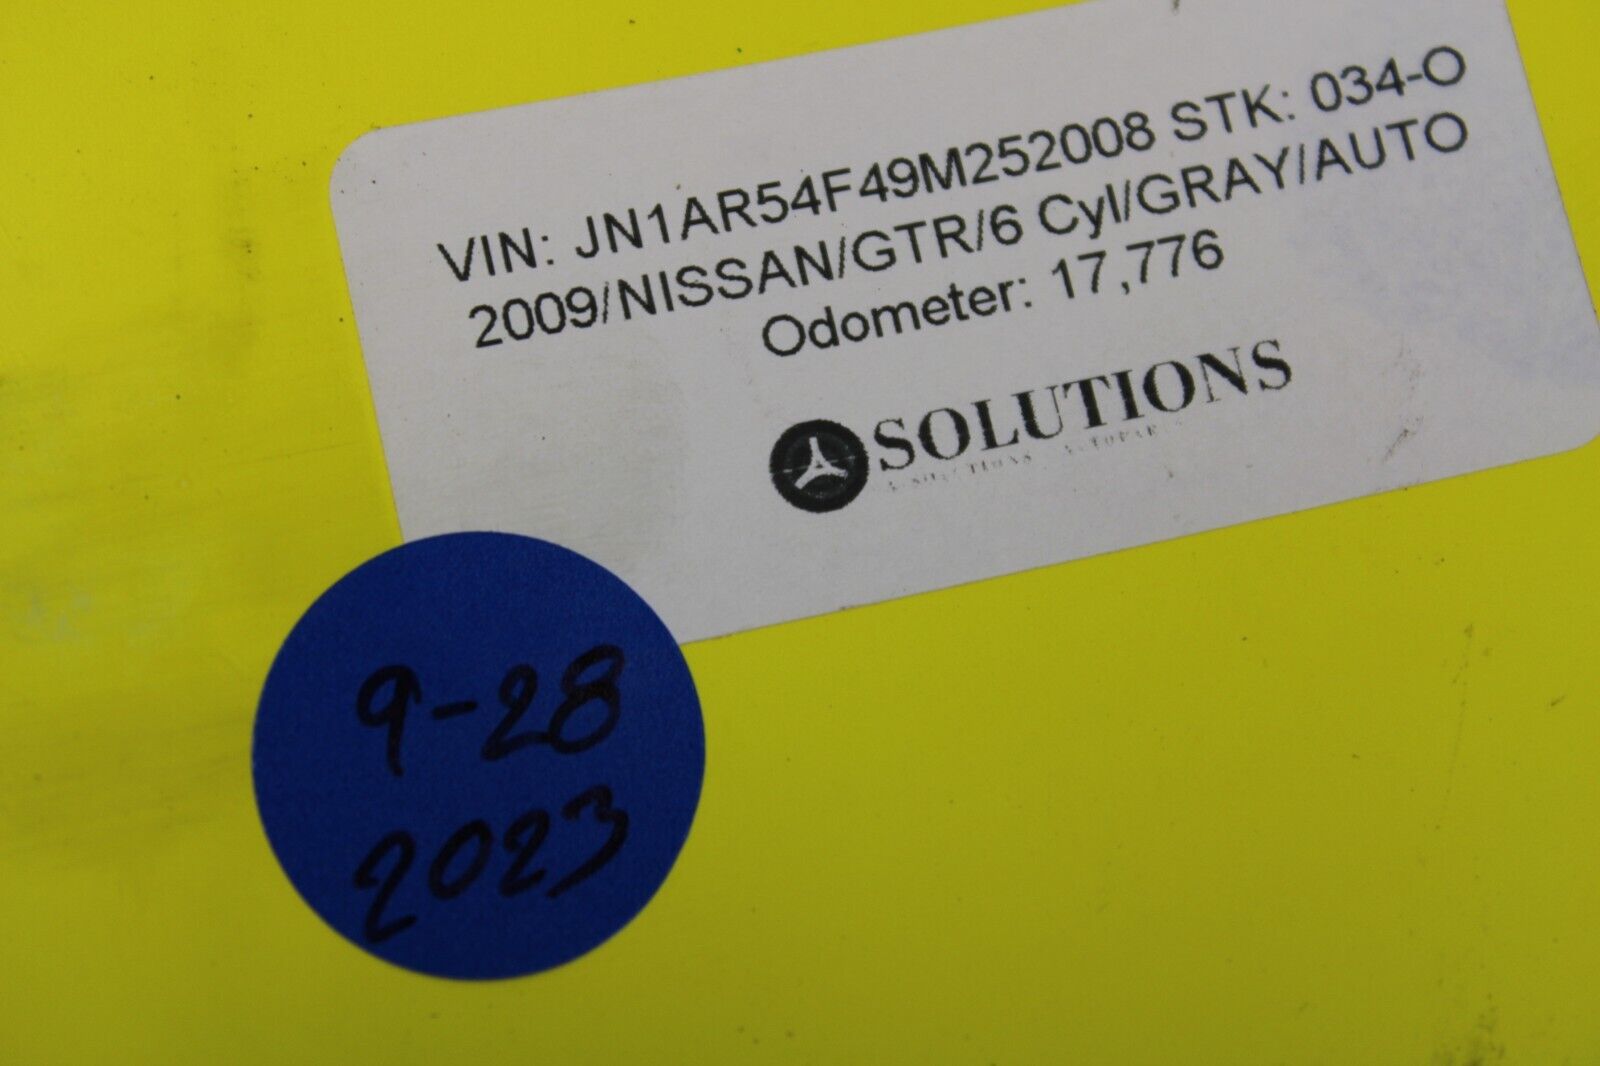 VIN: JN1AR54F49M252008 STK: 034-O
2009/NISSAN/GTR/6 Cyl/GRAY/AUTO
Odometer: 17,776
SOLUTIONS
9-28
2023